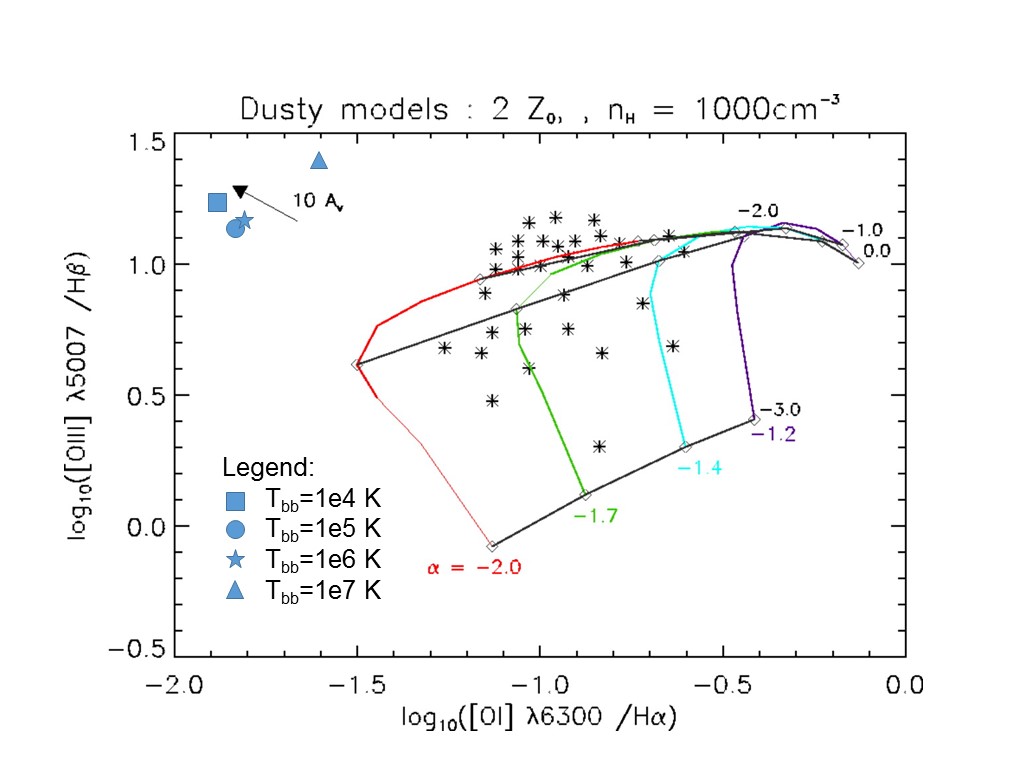 Dusty models : 2 Z₀, , n_H = 1000cm⁻³
1.5
10 Aᵥ
−2.0
−1.0
1.0
0.0
log₁₀([OIII] λ5007 /Hβ)
0.5
−3.0
−1.2
Legend:
−1.4
T_bb=1e4 K
−1.7
T_bb=1e5 K
0.0
T_bb=1e6 K
α = −2.0
T_bb=1e7 K
−0.5
−2.0 −1.5 −1.0 −0.5 0.0
log₁₀([OI] λ6300 /Hα)